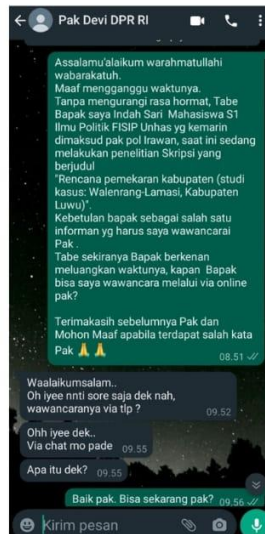 Pak Devi DPR RI
Assalamu'alaikum warahmatullahi
wabarakatuh.
Maaf mengganggu waktunya.
Tanpa mengurangi rasa hormat, Tabe
Bapak saya Indah Sari Mahasiswa S1
Ilmu Politik FISIP Unhas yg kemarin
dimaksud pak pol Irawan, saat ini sedang
melakukan penelitian Skripsi yang
berjudul
"Rencana pemekaran kabupaten (studi
kasus: Walenrang-Lamasi, Kabupaten
Luwu)".
Kebetulan bapak sebagai salah satu
informan yg harus saya wawancarai
Pak .
Tabe sekiranya Bapak berkenan
meluangkan waktunya, kapan Bapak
bisa saya wawancara melalui via online
pak?
Terimakasih sebelumnya Pak dan
Mohon Maaf apabila terdapat salah kata
Pak 🙏 🙏
08.51
Waalaikumsalam..
Oh iyee nnti sore saja dek nah,
wawancaranya via tlp ?
09.52
Ohh iyee dek..
Via chat mo pade
09.55
Apa itu dek?
09.55
Baik pak. Bisa sekarang pak?
09.56
Kirim pesan